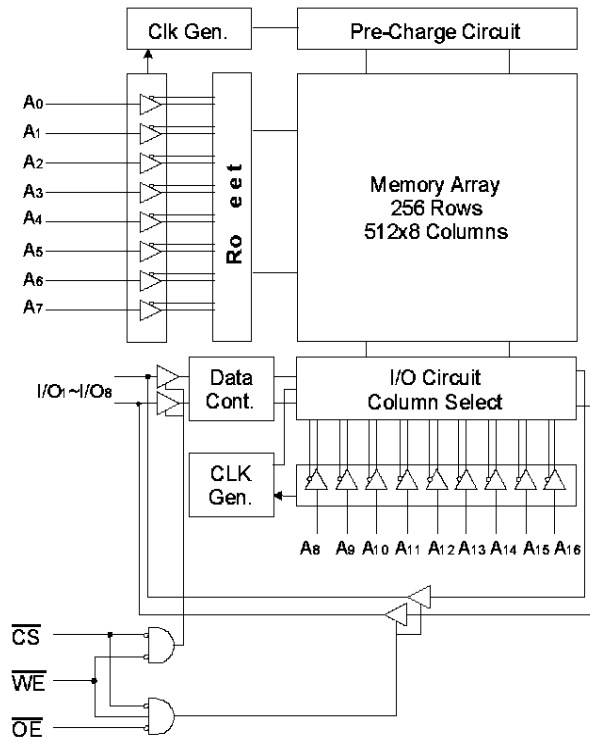 Clk Gen.
Pre-Charge Circuit
A0
A1
A2
A3
A4
A5
A6
A7
Ro eet
Memory Array
256 Rows
512x8 Columns
I/O1~I/O8
Data
Cont.
I/O Circuit
Column Select
CLK
Gen.
A8 A9 A10 A11 A12 A13 A14 A15 A16
CS
WE
OE